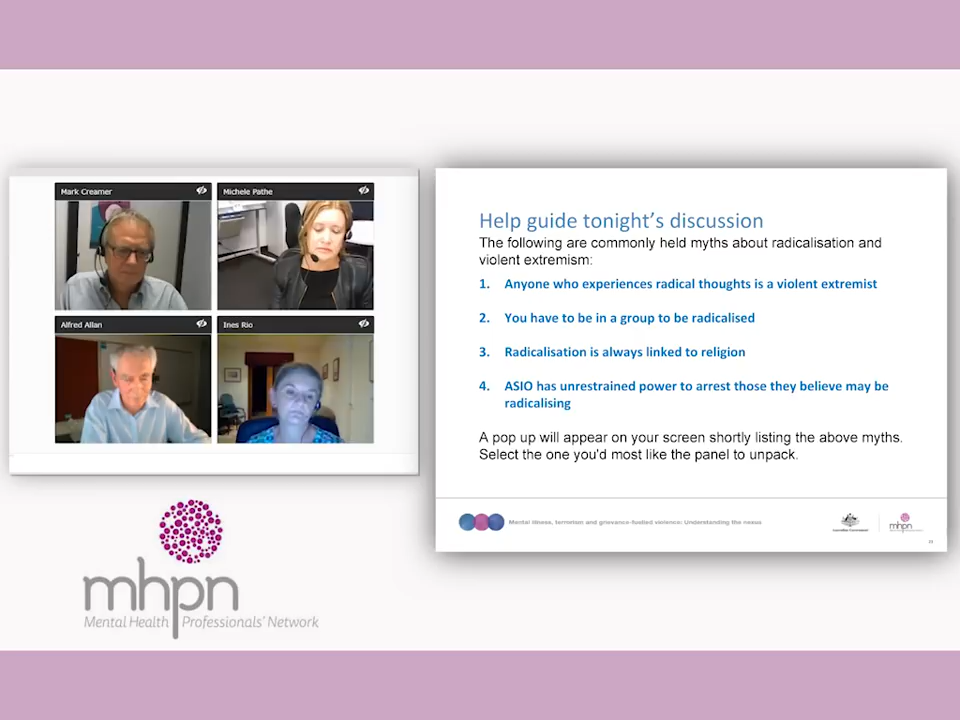 Mark Creamer
Michele Pathe
Alfred Allan
Ines Rio
mhpn
Mental Health Professionals' Network
Help guide tonight's discussion
The following are commonly held myths about radicalisation and
violent extremism:
1. Anyone who experiences radical thoughts is a violent extremist
2. You have to be in a group to be radicalised
3. Radicalisation is always linked to religion
4. ASIO has unrestrained power to arrest those they believe may be
radicalising
A pop up will appear on your screen shortly listing the above myths.
Select the one you'd most like the panel to unpack.
Mental illness, terrorism and grievance-fuelled violence: Understanding the nexus
Australian Government
mhpn